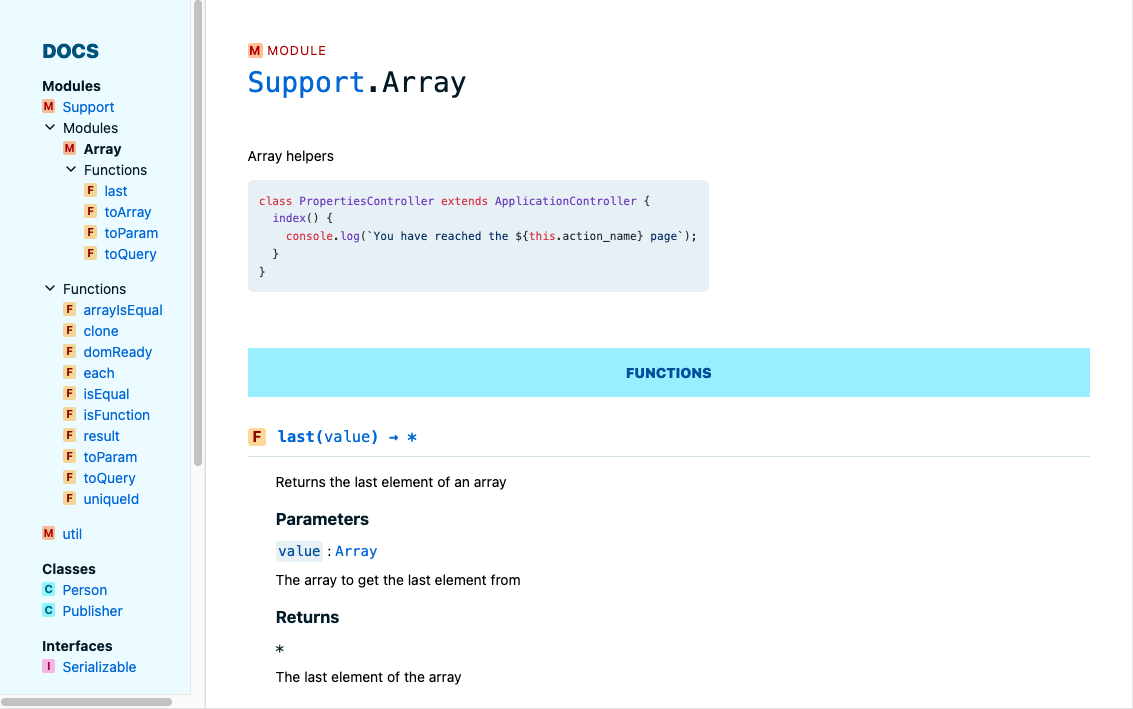 DOCS
Modules
M Support
Modules
M Array
Functions
F last
F toArray
F toParam
F toQuery
Functions
F arrayIsEqual
F clone
F domReady
F each
F isEqual
F isFunction
F result
F toParam
F toQuery
F uniqueId
M util
Classes
C Person
C Publisher
Interfaces
I Serializable
M MODULE
Support.Array
Array helpers
class PropertiesController extends ApplicationController {
  index() {
    console.log(`You have reached the ${this.action_name} page`);
  }
}
FUNCTIONS
F last(value) → *
Returns the last element of an array
Parameters
value : Array
The array to get the last element from
Returns
*
The last element of the array